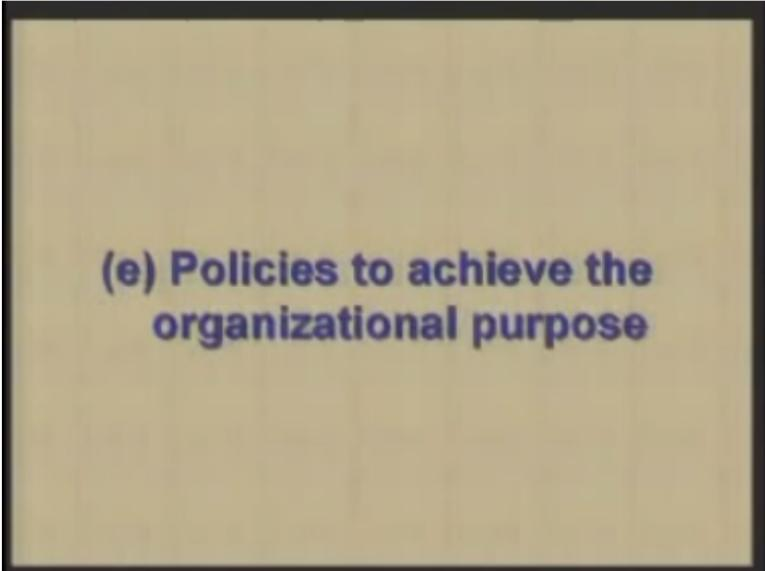 (e) Policies to achieve the
organizational purpose